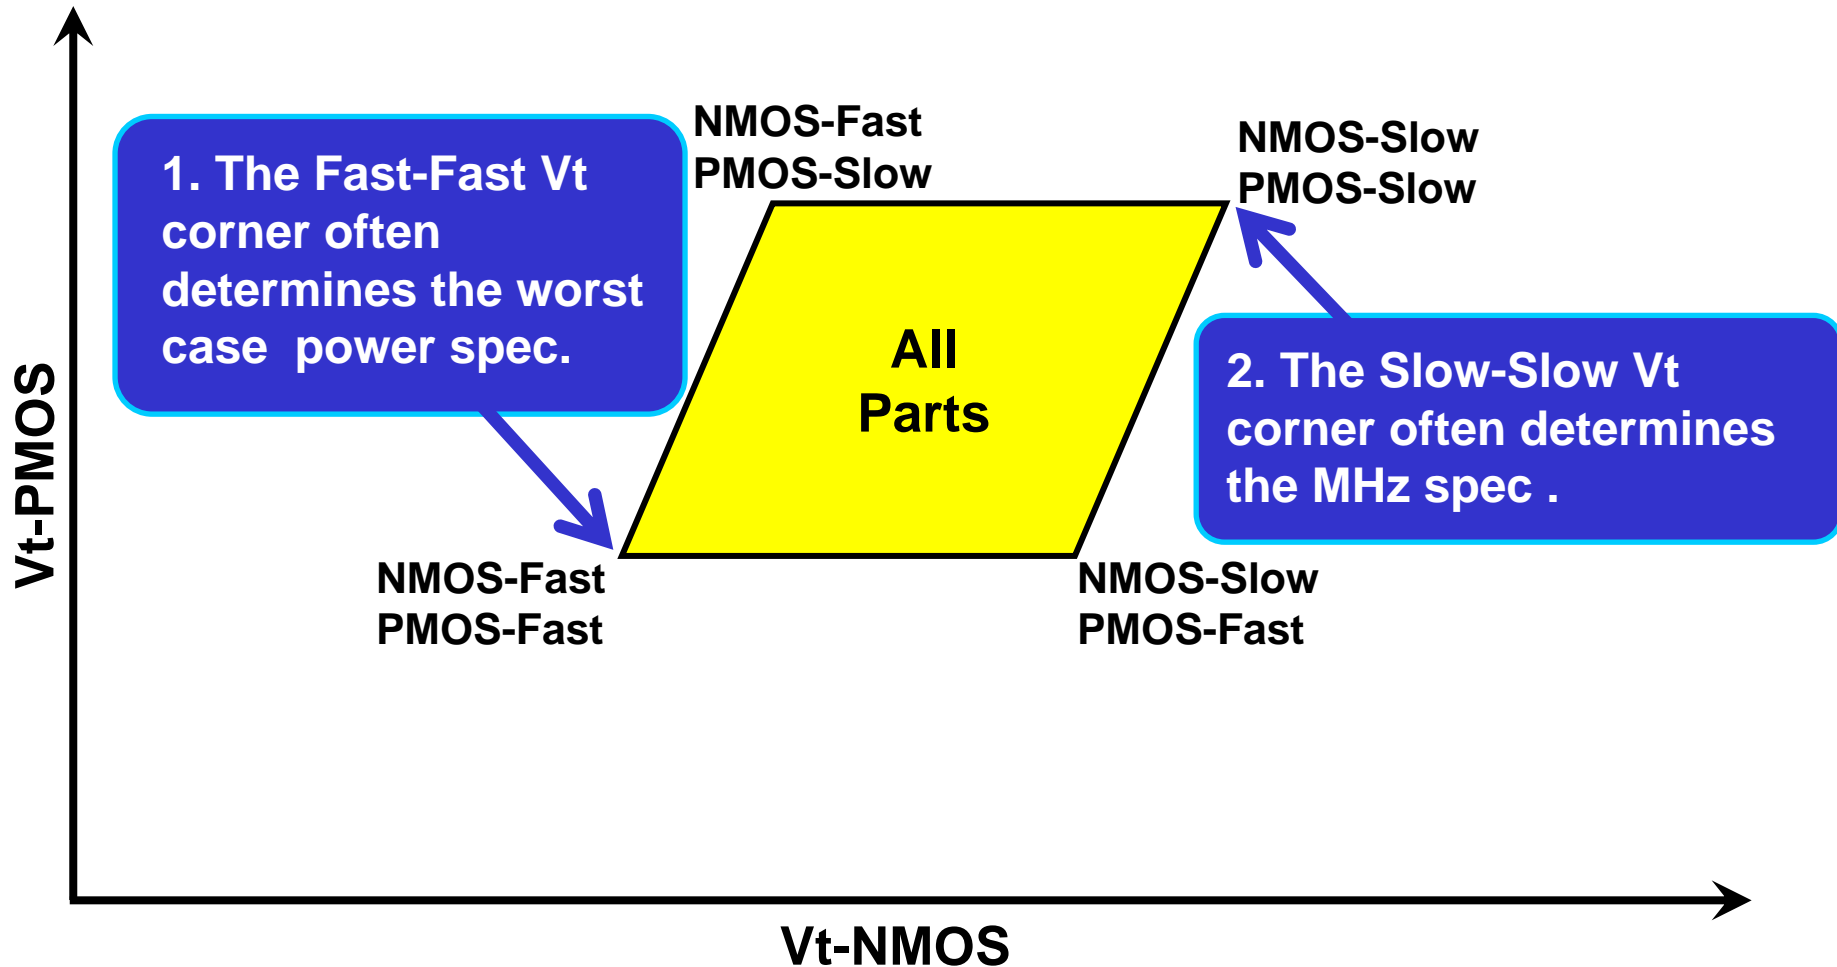 NMOS-Fast
PMOS-Slow
NMOS-Slow
PMOS-Slow
1. The Fast-Fast Vt
corner often
determines the worst
case  power spec.
All
Parts
2. The Slow-Slow Vt
corner often determines
the MHz spec .
Vt-PMOS
NMOS-Fast
PMOS-Fast
NMOS-Slow
PMOS-Fast
Vt-NMOS